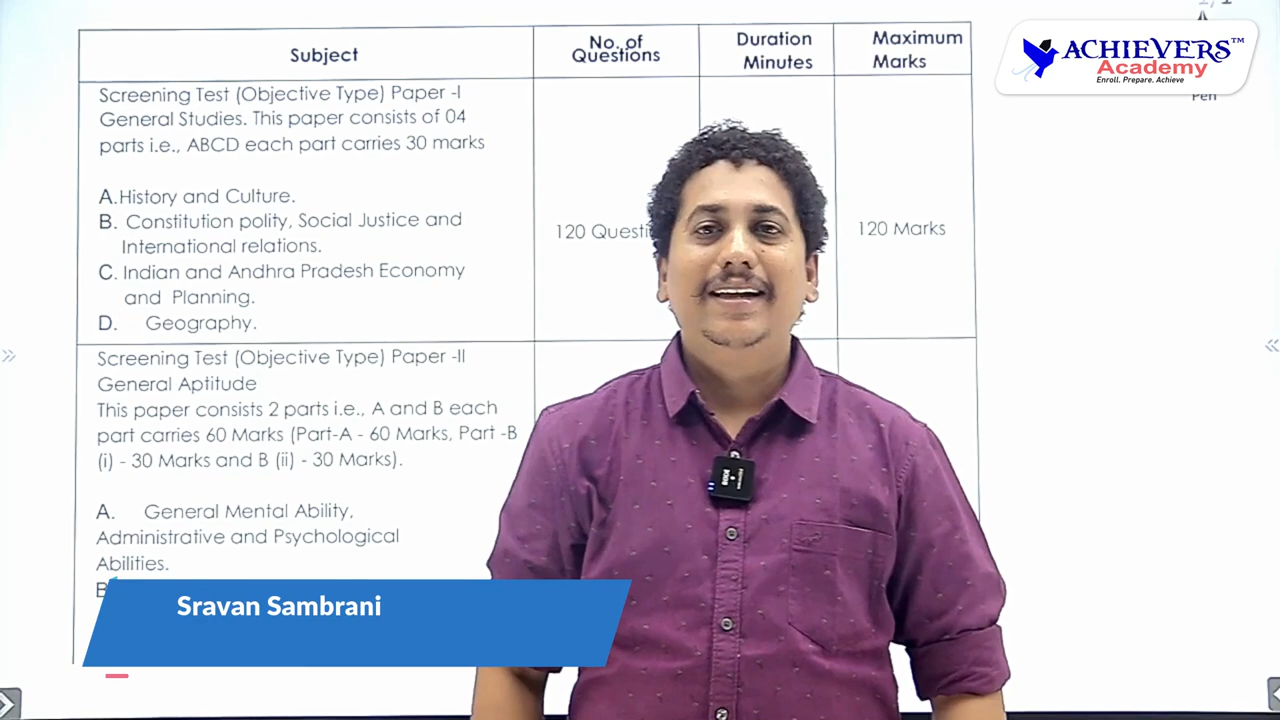 Subject
No. of
Questions
Duration
Minutes
Maximum
Marks
Screening Test (Objective Type) Paper -I
General Studies. This paper consists of 04
parts i.e., ABCD each part carries 30 marks
A.History and Culture.
B. Constitution polity, Social Justice and
International relations.
C. Indian and Andhra Pradesh Economy
and Planning.
D. Geography.
120
120 Marks
Screening Test (Objective Type) Paper -II
General Aptitude
This paper consists 2 parts i.e., A and B each
part carries 60 Marks (Part-A - 60 Marks, Part -B
(i) - 30 Marks and B (ii) - 30 Marks).
A. General Mental Ability,
Administrative and Psychological
Abilities.
ACHIEVERS™
Academy
Enroll. Prepare. Achieve
Pen
Sravan Sambrani